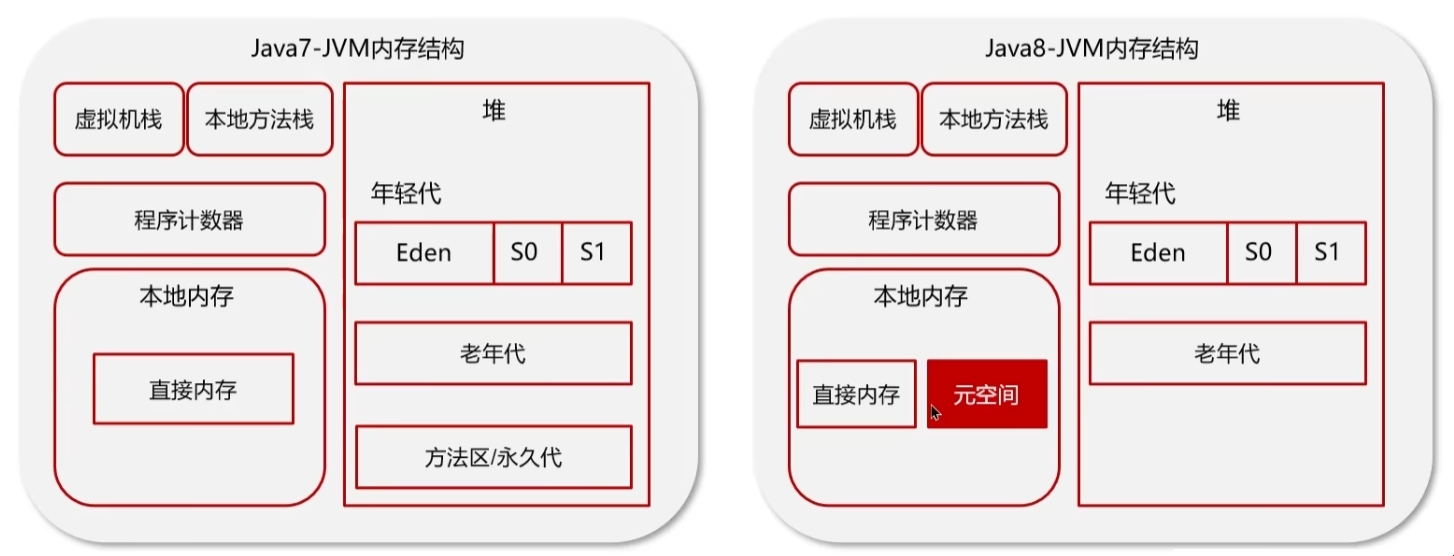 Java7-JVM内存结构
虚拟机栈
本地方法栈
堆
程序计数器
年轻代
Eden
S0
S1
本地内存
直接内存
老年代
方法区/永久代
Java8-JVM内存结构
虚拟机栈
本地方法栈
堆
程序计数器
年轻代
Eden
S0
S1
本地内存
直接内存
元空间
老年代